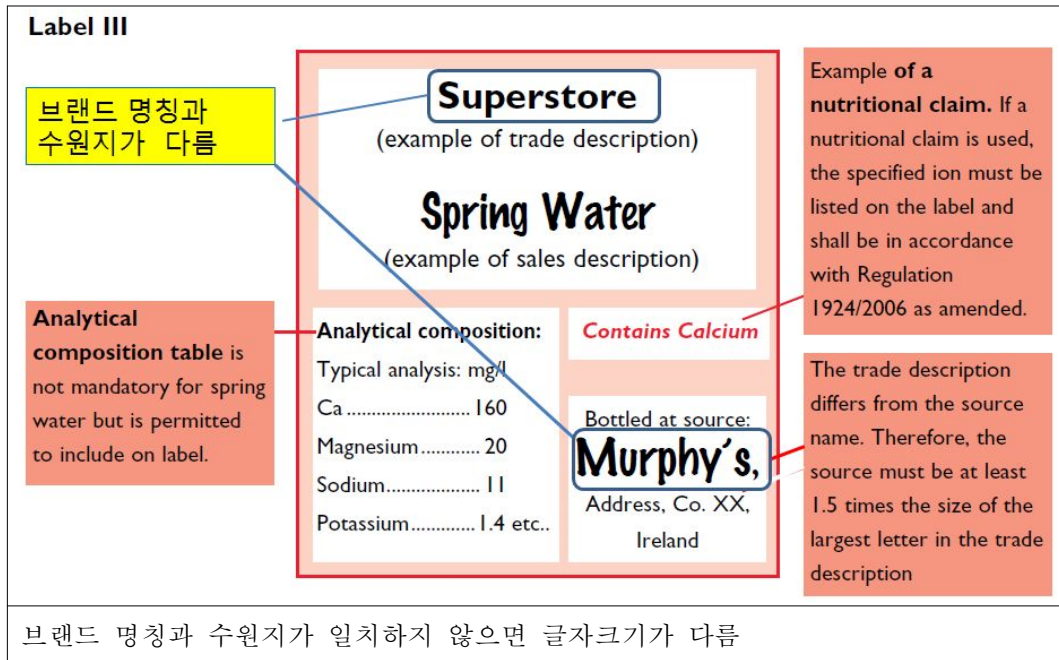 Label III
브랜드 명칭과
수원지가 다름
Superstore
(example of trade description)
Spring Water
(example of sales description)
Example of a
nutritional claim. If a
nutritional claim is used,
the specified ion must be
listed on the label and
shall be in accordance
with Regulation
1924/2006 as amended.
Analytical
composition table is
not mandatory for spring
water but is permitted
to include on label.
Analytical composition:
Typical analysis: mg/l
Ca ......................... 160
Magnesium ............ 20
Sodium ................... 11
Potassium ............. 1.4 etc..
Contains Calcium
Bottled at source:
Murphy's,
Address, Co. XX,
Ireland
The trade description
differs from the source
name. Therefore, the
source must be at least
1.5 times the size of the
largest letter in the trade
description
브랜드 명칭과 수원지가 일치하지 않으면 글자크기가 다름